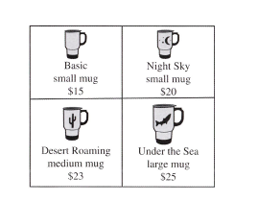 Basic
small mug
$15
Night Sky
small mug
$20
Desert Roaming
medium mug
$23
Under the Sea
large mug
$25